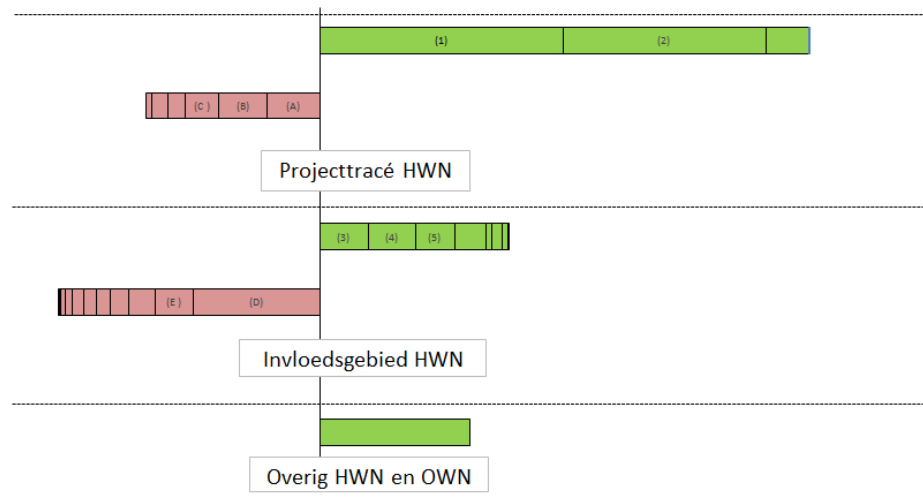 (1) (2)
(C ) (B) (A)
Projecttracé HWN
(3) (4) (5)
(E ) (D)
Invloedsgebied HWN
Overig HWN en OWN